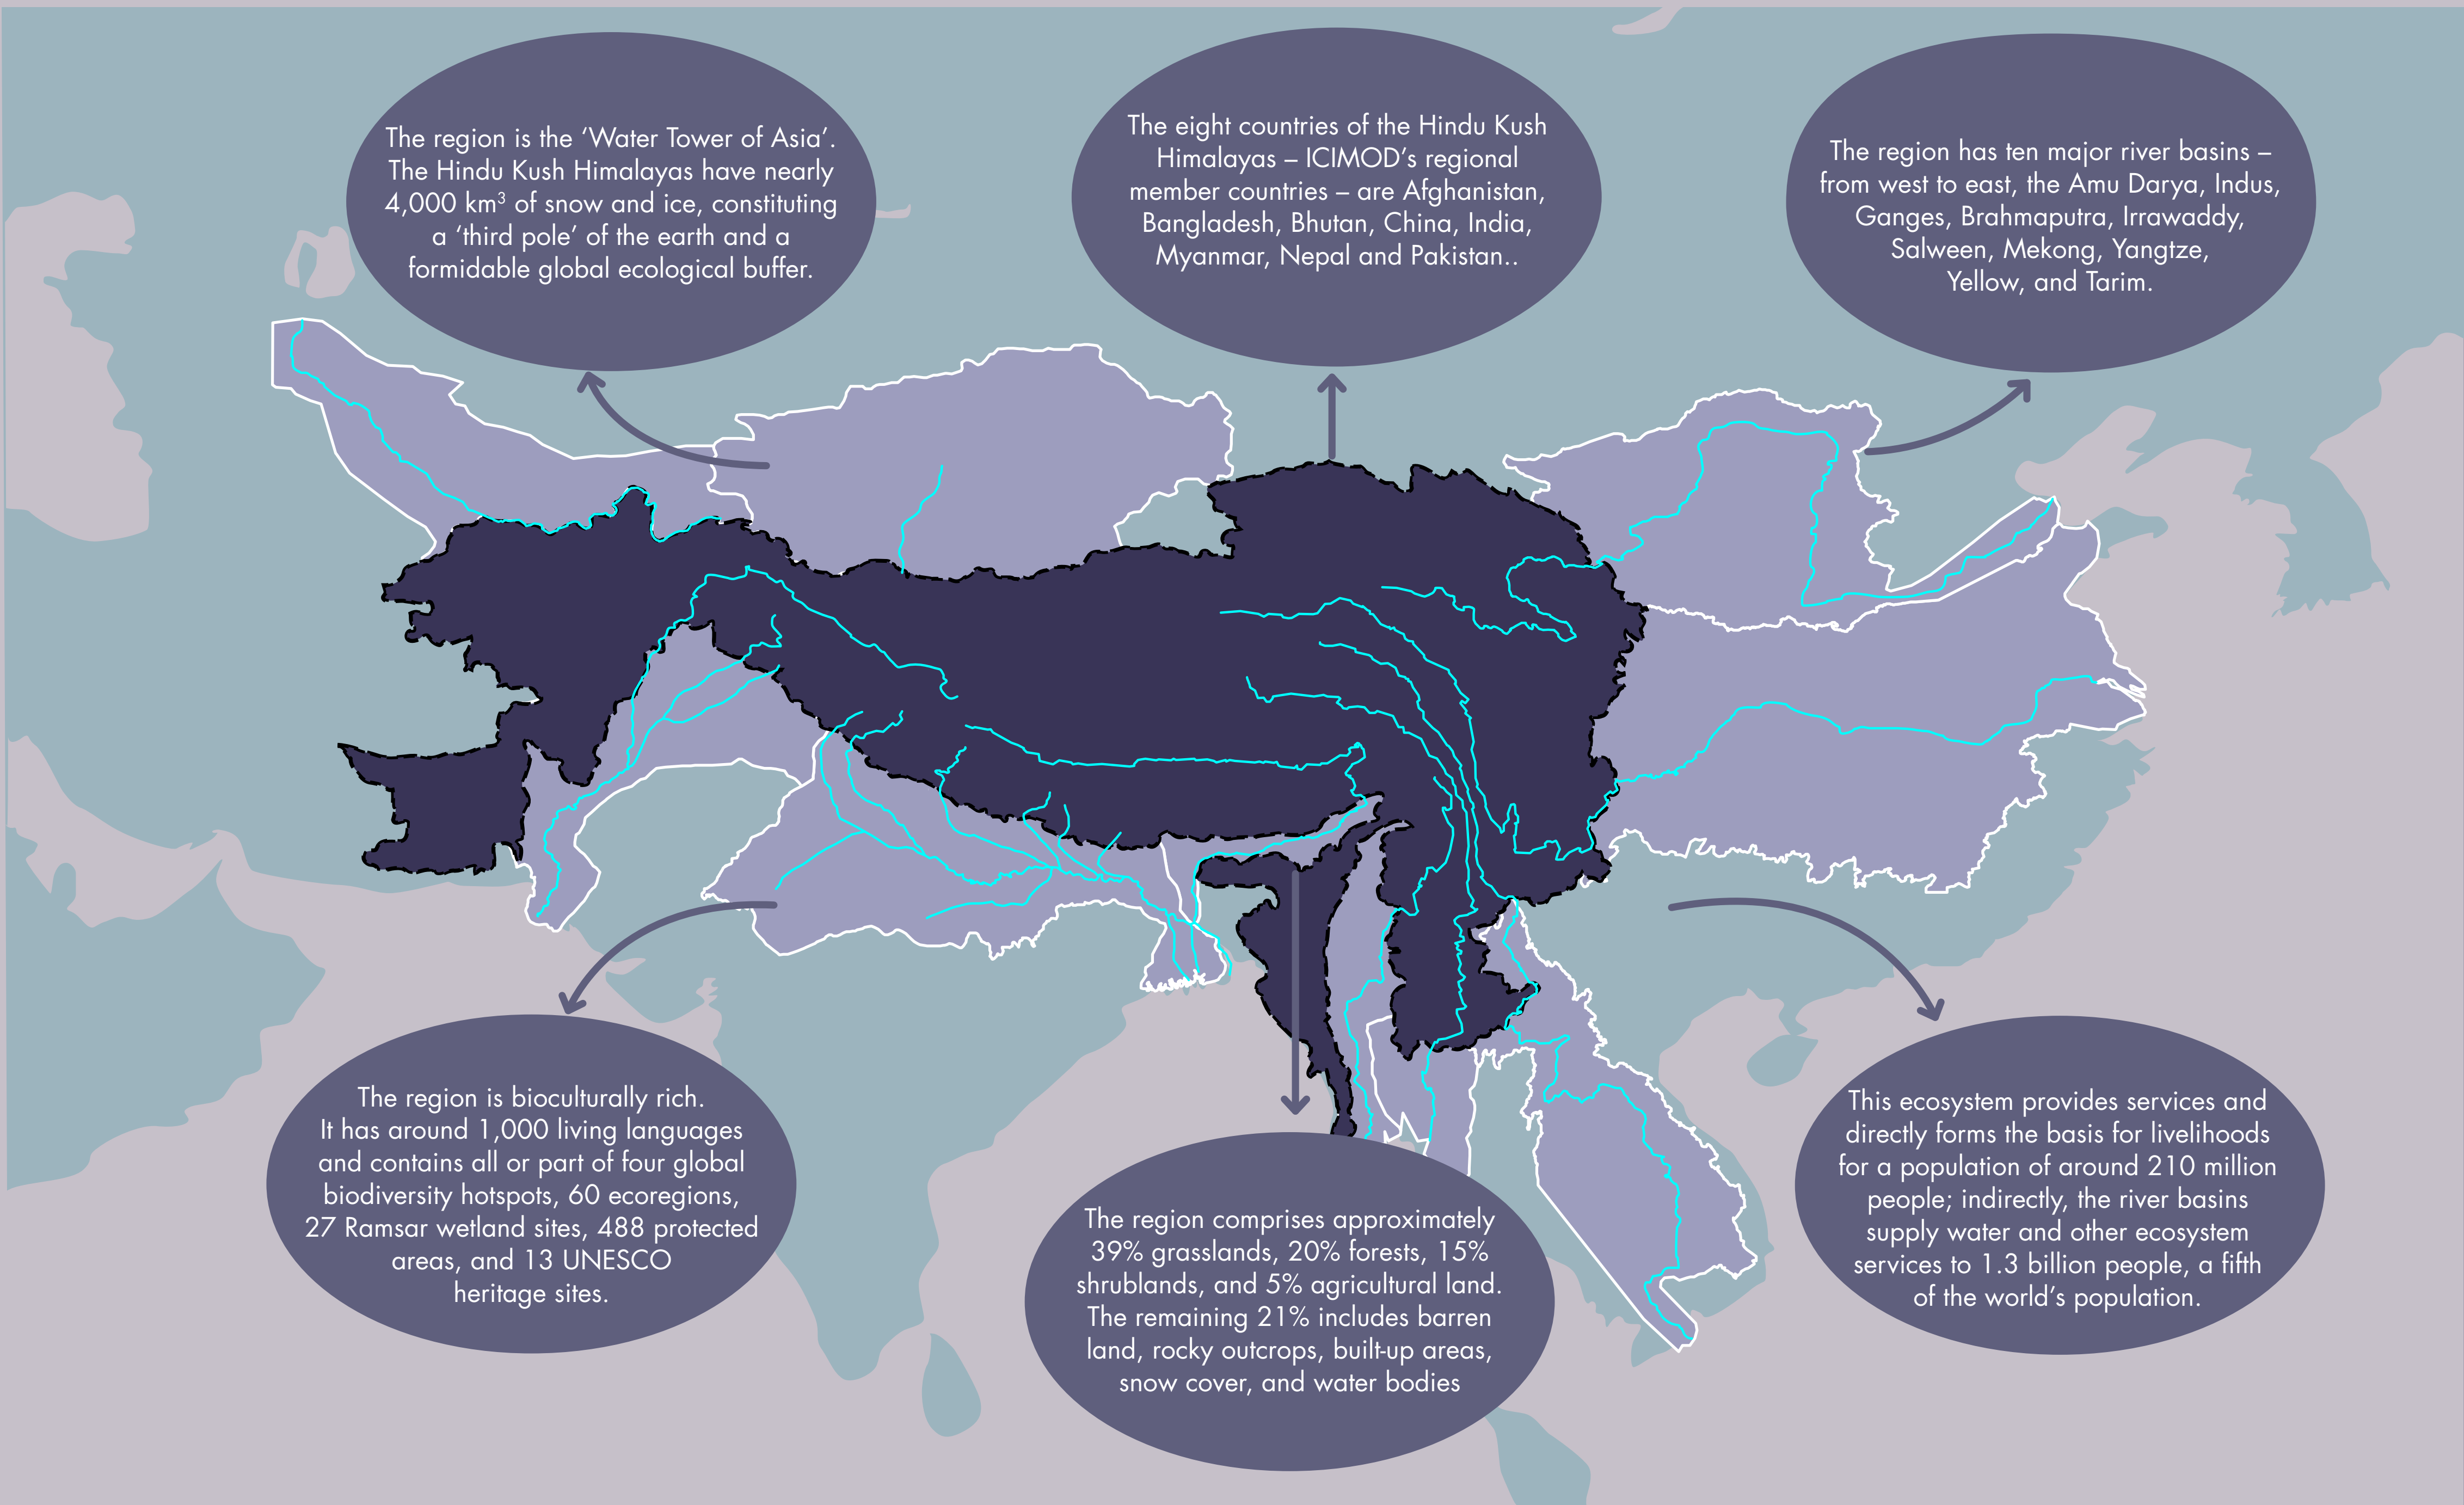 The region is the ‘Water Tower of Asia’.
The Hindu Kush Himalayas have nearly
4,000 km³ of snow and ice, constituting
a ‘third pole’ of the earth and a
formidable global ecological buffer.
The eight countries of the Hindu Kush
Himalayas – ICIMOD’s regional
member countries – are Afghanistan,
Bangladesh, Bhutan, China, India,
Myanmar, Nepal and Pakistan..
The region has ten major river basins –
from west to east, the Amu Darya, Indus,
Ganges, Brahmaputra, Irrawaddy,
Salween, Mekong, Yangtze,
Yellow, and Tarim.
The region is bioculturally rich.
It has around 1,000 living languages
and contains all or part of four global
biodiversity hotspots, 60 ecoregions,
27 Ramsar wetland sites, 488 protected
areas, and 13 UNESCO
heritage sites.
The region comprises approximately
39% grasslands, 20% forests, 15%
shrublands, and 5% agricultural land.
The remaining 21% includes barren
land, rocky outcrops, built-up areas,
snow cover, and water bodies
This ecosystem provides services and
directly forms the basis for livelihoods
for a population of around 210 million
people; indirectly, the river basins
supply water and other ecosystem
services to 1.3 billion people, a fifth
of the world’s population.